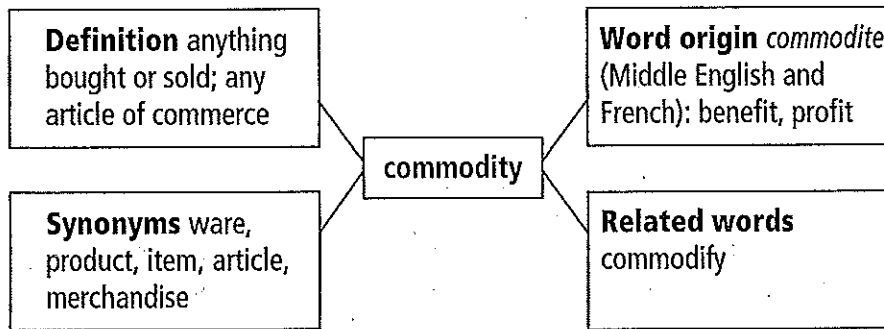 Definition anything
bought or sold; any
article of commerce
Word origin commodite
(Middle English and
French): benefit, profit
commodity
Synonyms ware,
product, item, article,
merchandise
Related words
commodify